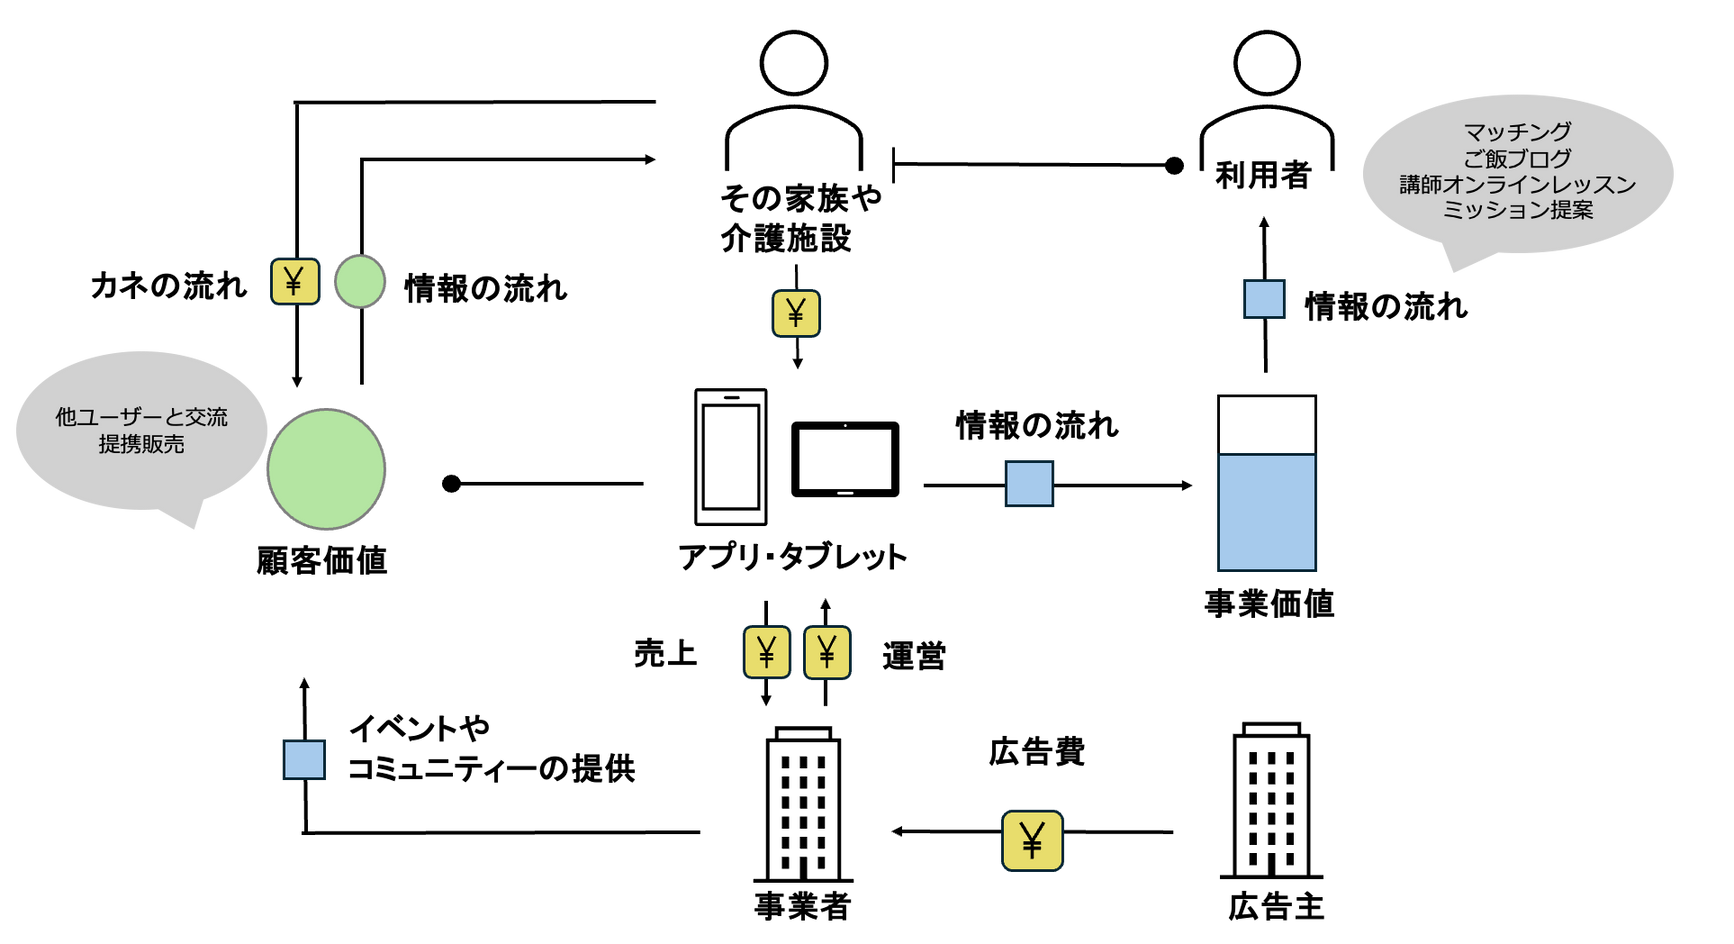 マッチング
ご飯ブログ
講師オンラインレッスン
ミッション提案
利用者
その家族や
介護施設
カネの流れ
¥
情報の流れ
¥
情報の流れ
他ユーザーと交流
提携販売
情報の流れ
顧客価値
アプリ・タブレット
事業価値
売上
¥
¥
運営
イベントや
コミュニティーの提供
広告費
¥
事業者
広告主